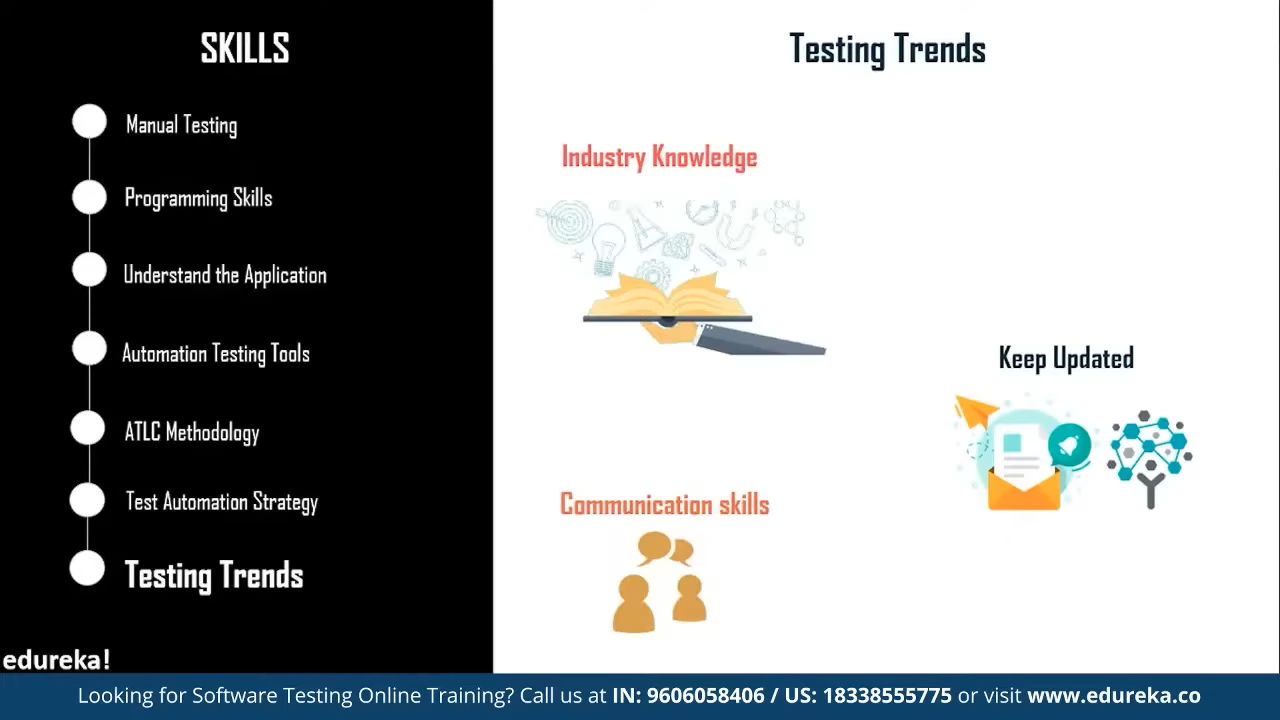 SKILLS
Manual Testing
Programming Skills
Understand the Application
Automation Testing Tools
ATLC Methodology
Test Automation Strategy
Testing Trends
edureka!
Testing Trends
Industry Knowledge
Keep Updated
Communication skills
Looking for Software Testing Online Training? Call us at IN: 9606058406 / US: 18338555775 or visit www.edureka.co